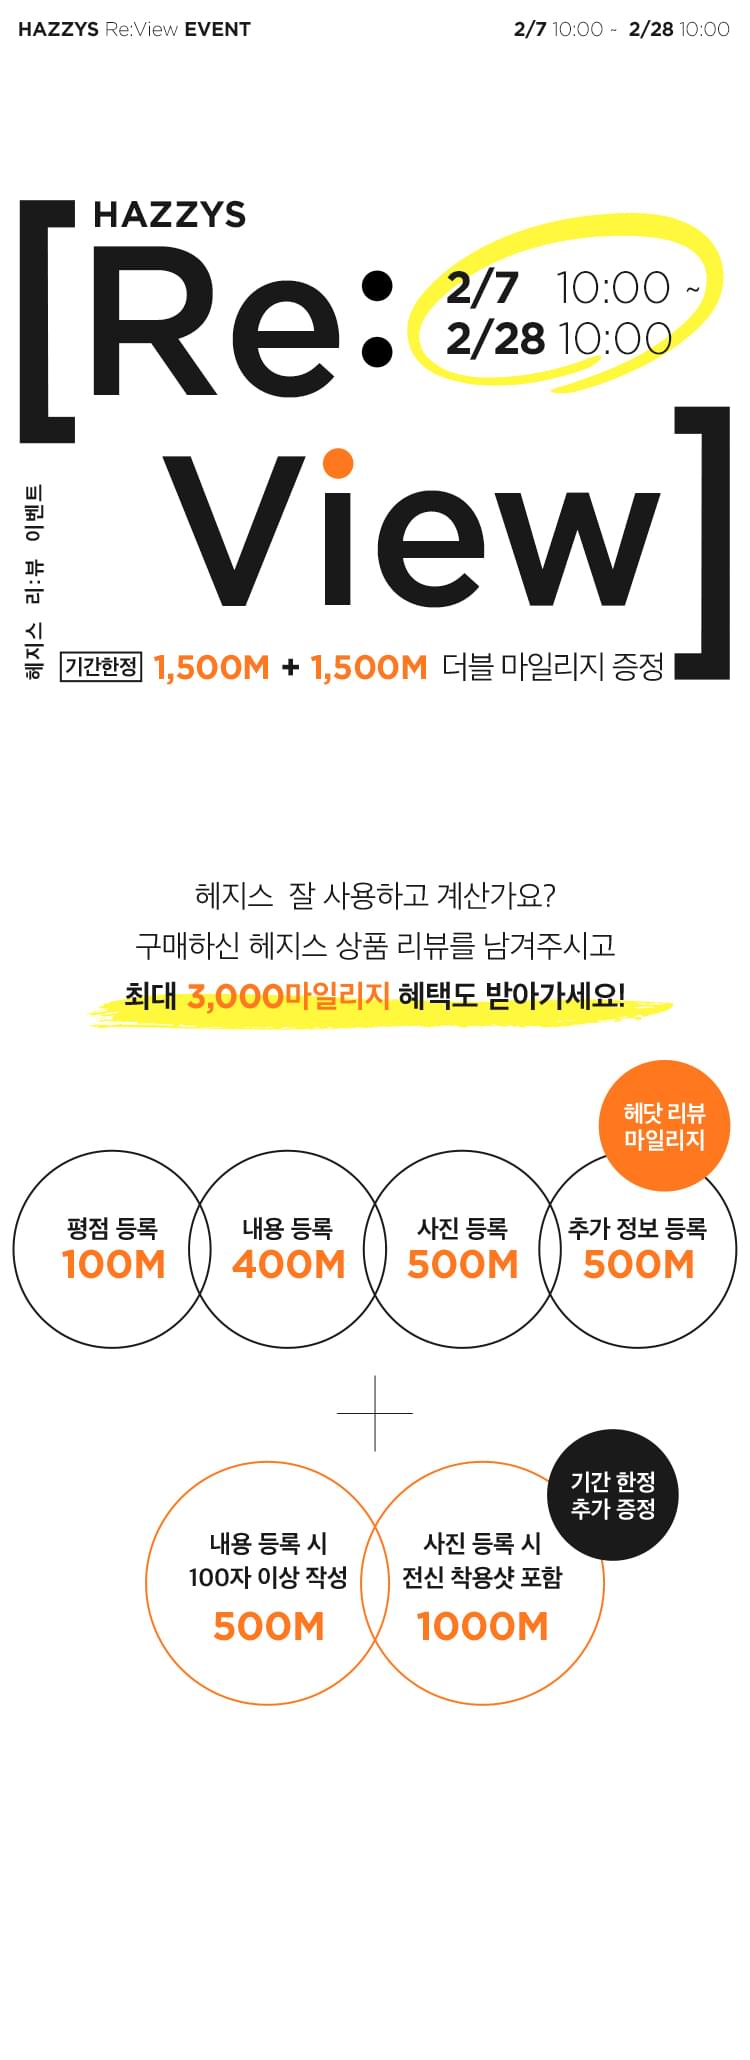 HAZZYS Re:View EVENT
2/7 10:00 ~ 2/28 10:00
HAZZYS
[Re:
2/7 10:00 ~
2/28 10:00
View]
헤지스 리:뷰 이벤트
기간한정 1,500M + 1,500M 더블 마일리지 증정
헤지스 잘 사용하고 계산가요?
구매하신 헤지스 상품 리뷰를 남겨주시고
최대 3,000마일리지 혜택도 받아가세요!
헤닷 리뷰
마일리지
평점 등록
100M
내용 등록
400M
사진 등록
500M
추가 정보 등록
500M
기간 한정
추가 증정
내용 등록 시
100자 이상 작성
500M
사진 등록 시
전신 착용샷 포함
1000M